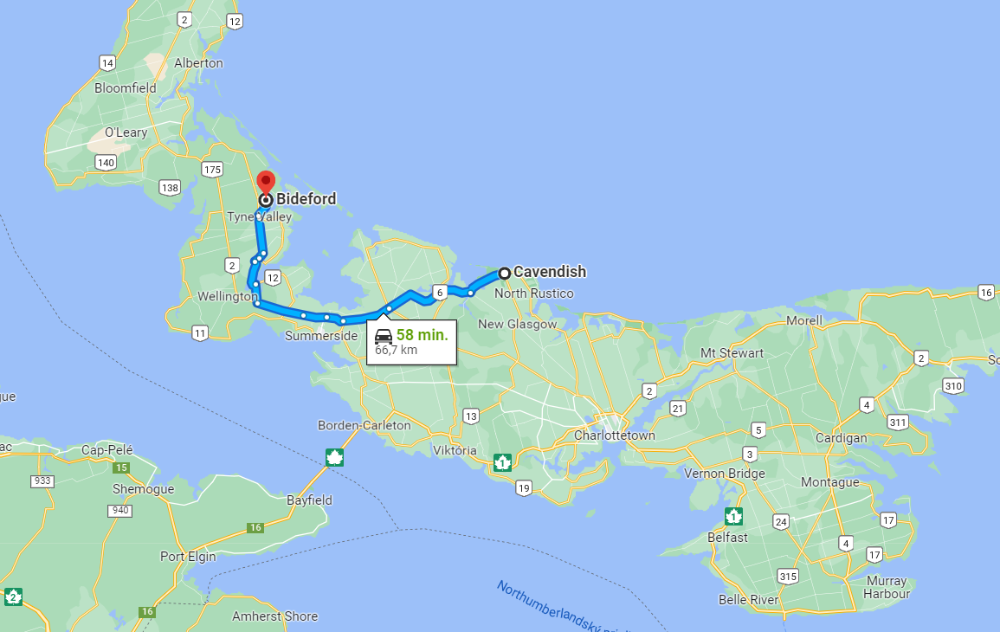 2
12
14
Alberton
Bloomfield
O'Leary
140
175
138
Bideford
Tyne Valley
2
12
Cavendish
6
North Rustico
Wellington
11
Summerside
58 min.
66,7 km
New Glasgow
Morell
16
Mt Stewart
2
310
2
21
4
311
13
Borden-Carleton
Charlottetown
5
Cardigan
Viktória
1
3
Vernon Bridge
Montague
19
Cap-Pelé
15
933
Shemogue
940
Bayfield
16
1
24
17
Belfast
4
17
Port Elgin
315
Murray
Harbour
Belle River
2
16
Amherst Shore
Northumberlandský